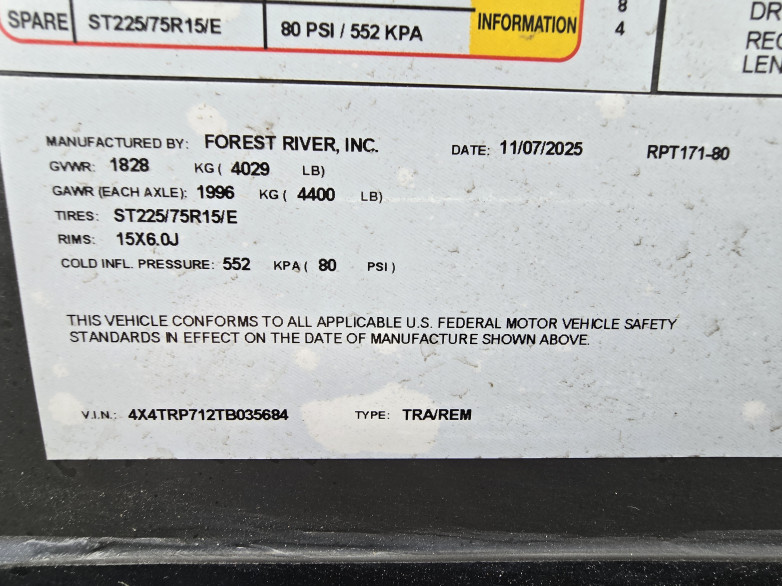 SPARE ST225/75R15/E 80 PSI / 552 KPA INFORMATION
8
4
DR
REC
LEN
MANUFACTURED BY: FOREST RIVER, INC. DATE: 11/07/2025 RPT171-80
GVWR: 1828 KG ( 4029 LB)
GAWR (EACH AXLE): 1996 KG ( 4400 LB)
TIRES: ST225/75R15/E
RIMS: 15X6.0J
COLD INFL. PRESSURE: 552 KPA ( 80 PSI )
THIS VEHICLE CONFORMS TO ALL APPLICABLE U.S. FEDERAL MOTOR VEHICLE SAFETY
STANDARDS IN EFFECT ON THE DATE OF MANUFACTURE SHOWN ABOVE.
V.I.N.: 4X4TRP712TB035684 TYPE: TRA/REM